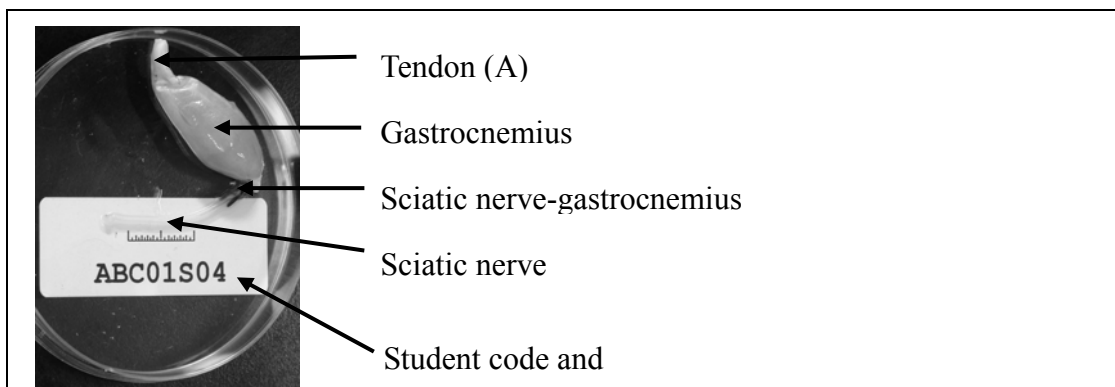 Tendon (A)
Gastrocnemius
Sciatic nerve-gastrocnemius
Sciatic nerve
ABC01S04
Student code and